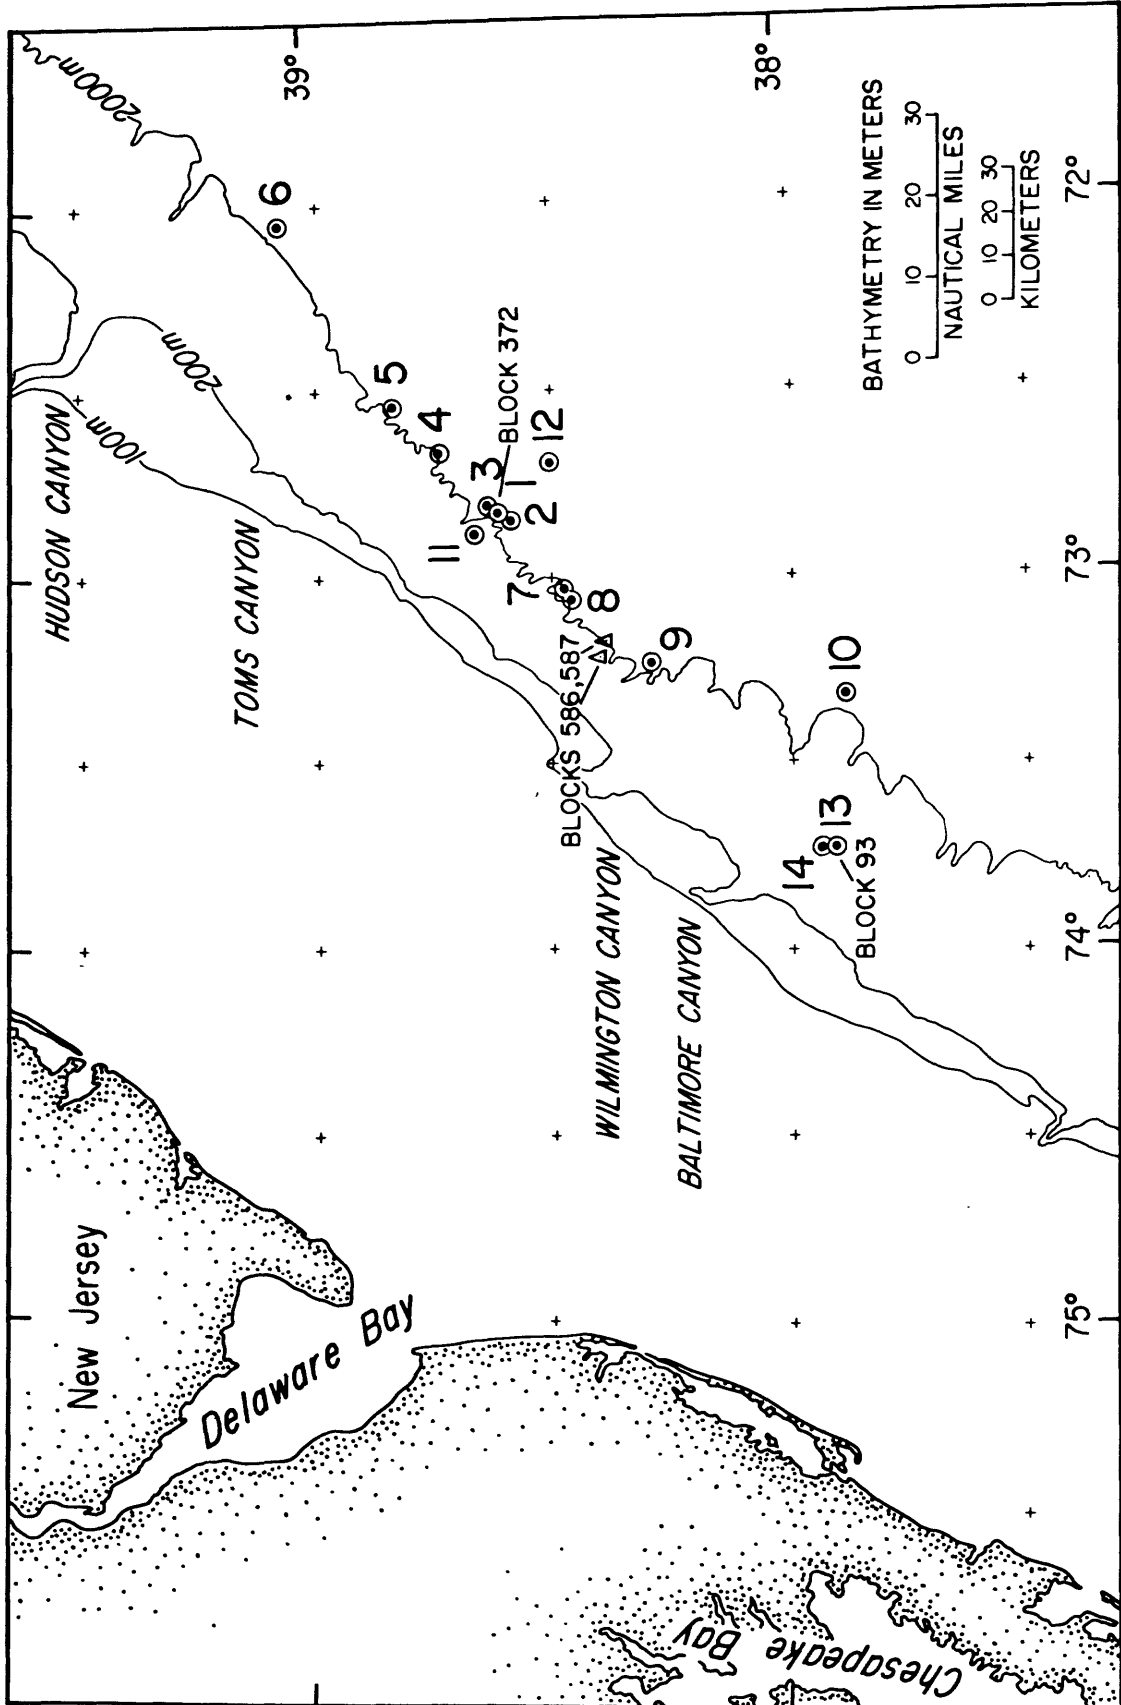 HUDSON CANYON
TOMS CANYON
WILMINGTON CANYON
BALTIMORE CANYON
New Jersey
Delaware Bay
Chesapeake Bay
100m
200m
2000m
39°
38°
72°
73°
74°
75°
6
5
4
3
BLOCK 372
1
2
12
11
7
8
BLOCKS 586,587
9
10
14
13
BLOCK 93
BATHYMETRY IN METERS
0 10 20 30
NAUTICAL MILES
0 10 20 30
KILOMETERS